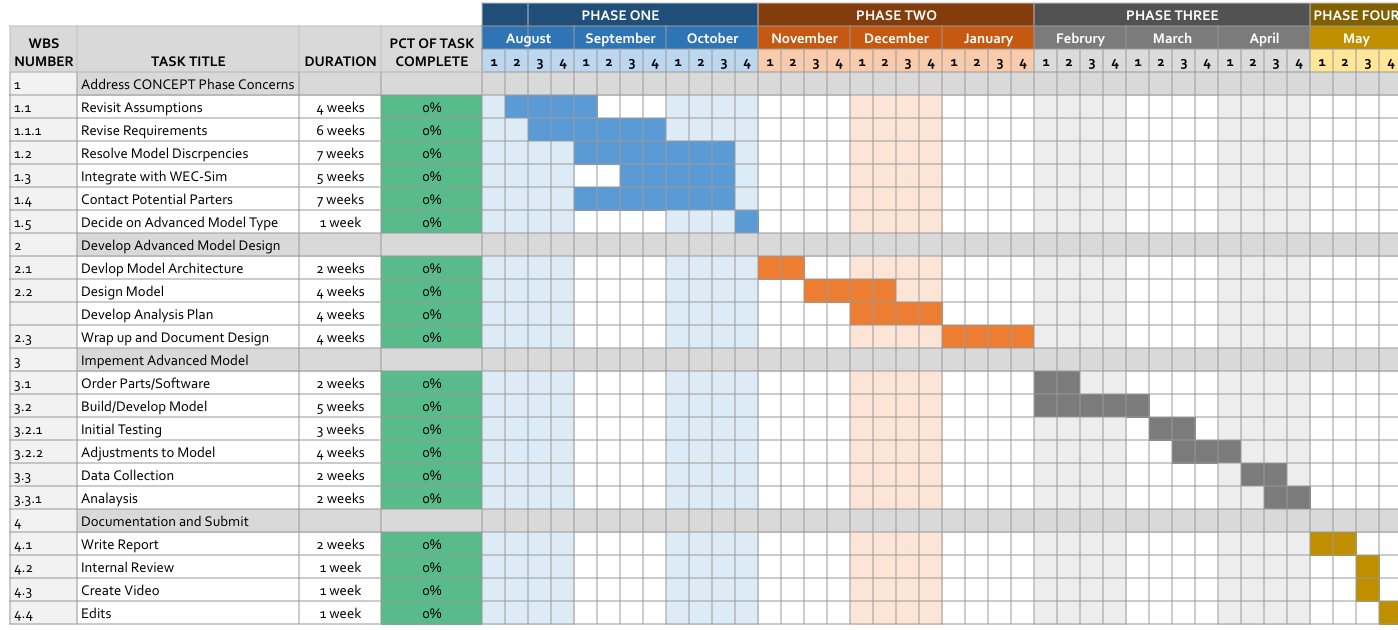 PHASE ONE PHASE TWO PHASE THREE PHASE FOUR
WBS NUMBER TASK TITLE DURATION PCT OF TASK COMPLETE August September October November December January Februry March April May
1 2 3 4 1 2 3 4 1 2 3 4 1 2 3 4 1 2 3 4 1 2 3 4 1 2 3 4 1 2 3 4 1 2 3 4 1 2 3 4
1 Address CONCEPT Phase Concerns
1.1 Revisit Assumptions 4 weeks 0%
1.1.1 Revise Requirements 6 weeks 0%
1.2 Resolve Model Discrpencies 7 weeks 0%
1.3 Integrate with WEC-Sim 5 weeks 0%
1.4 Contact Potential Parters 7 weeks 0%
1.5 Decide on Advanced Model Type 1 week 0%
2 Develop Advanced Model Design
2.1 Devlop Model Architecture 2 weeks 0%
2.2 Design Model 4 weeks 0%
Develop Analysis Plan 4 weeks 0%
2.3 Wrap up and Document Design 4 weeks 0%
3 Impement Advanced Model
3.1 Order Parts/Software 2 weeks 0%
3.2 Build/Develop Model 5 weeks 0%
3.2.1 Initial Testing 3 weeks 0%
3.2.2 Adjustments to Model 4 weeks 0%
3.3 Data Collection 2 weeks 0%
3.3.1 Analaysis 2 weeks 0%
4 Documentation and Submit
4.1 Write Report 2 weeks 0%
4.2 Internal Review 1 week 0%
4.3 Create Video 1 week 0%
4.4 Edits 1 week 0%